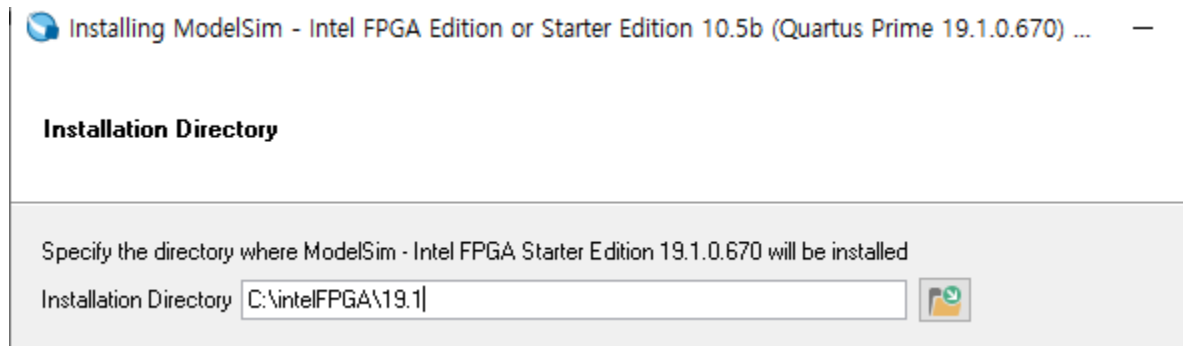 Installing ModelSim - Intel FPGA Edition or Starter Edition 10.5b (Quartus Prime 19.1.0.670) ...
Installation Directory
Specify the directory where ModelSim - Intel FPGA Starter Edition 19.1.0.670 will be installed
Installation Directory C:\intelFPGA\19.1